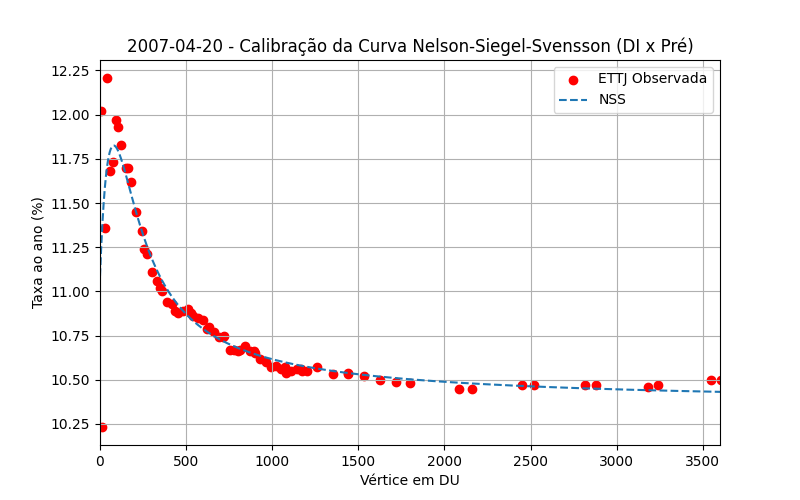 2007-04-20 - Calibração da Curva Nelson-Siegel-Svensson (DI x Pré)
ETTJ Observada
NSS
Taxa ao ano (%)
12.25
12.00
11.75
11.50
11.25
11.00
10.75
10.50
10.25
0 500 1000 1500 2000 2500 3000 3500
Vértice em DU